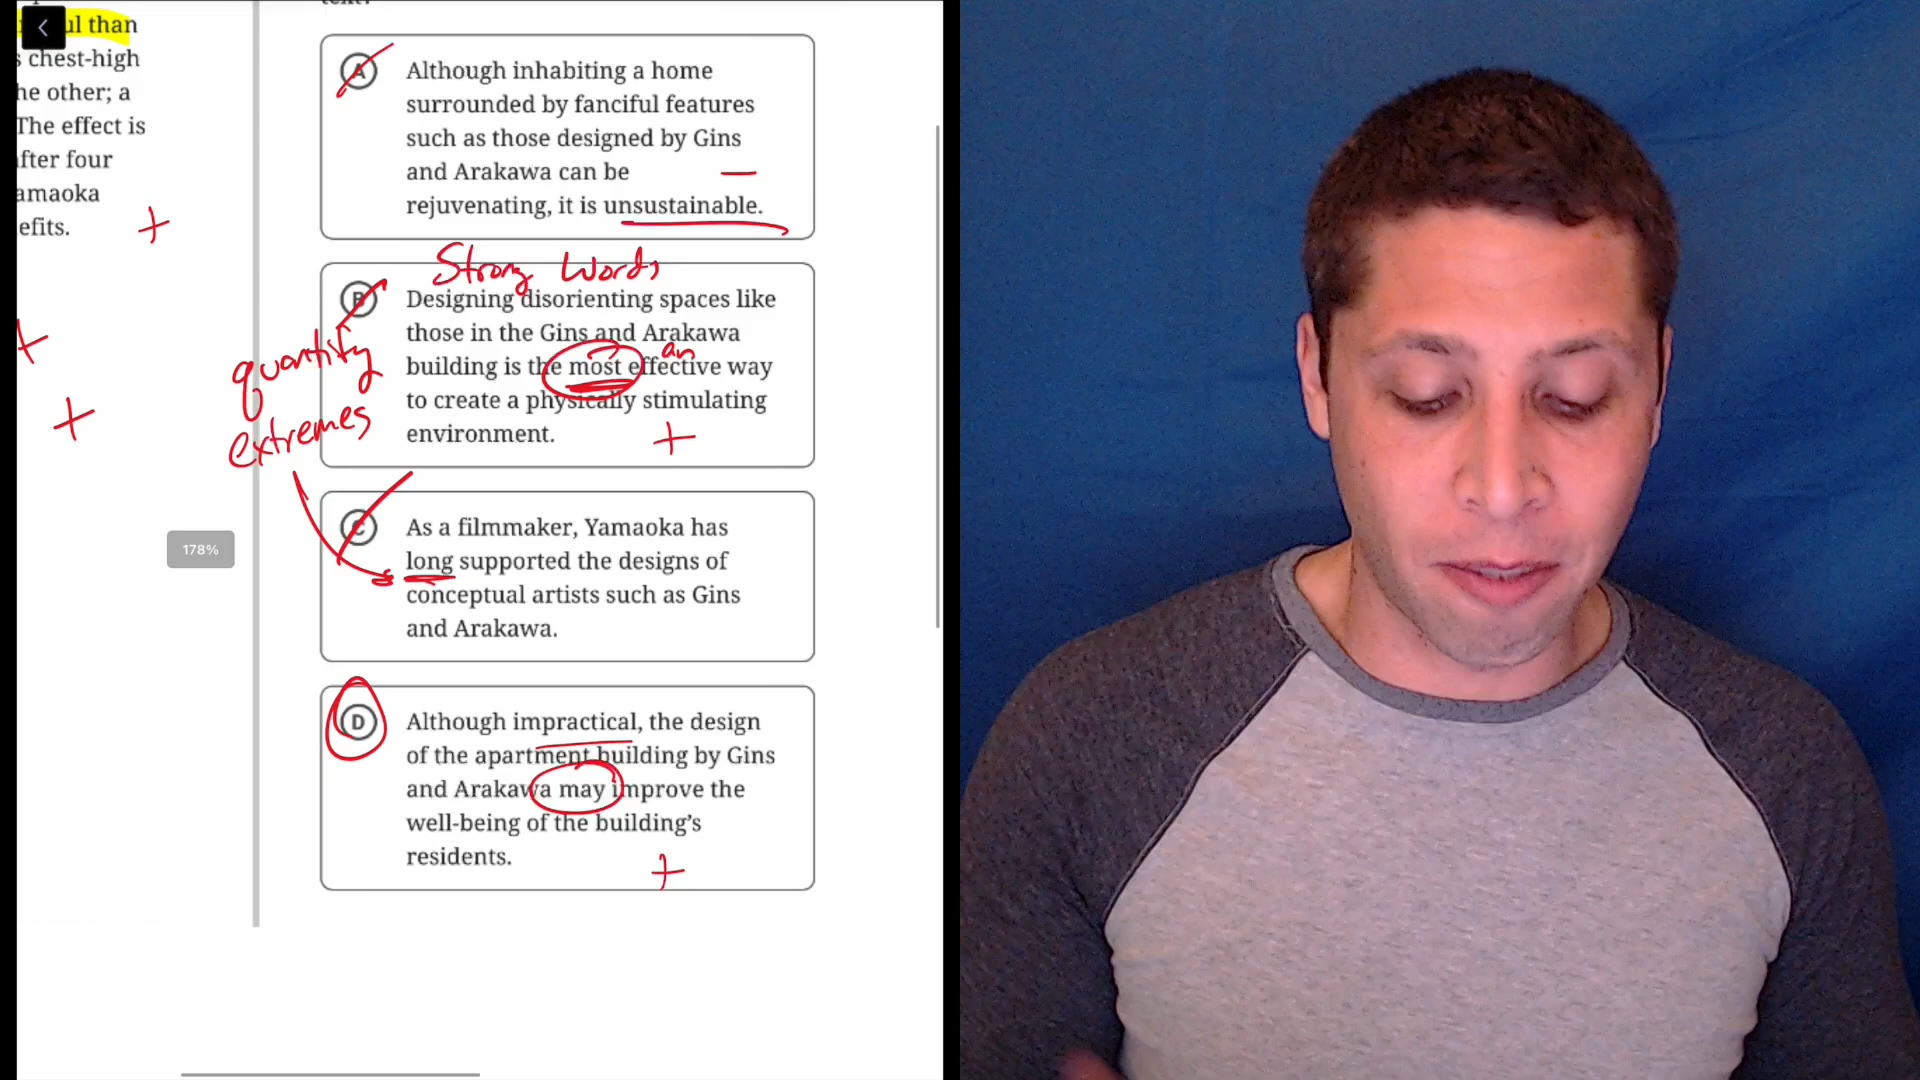 ul than
s chest-high
he other; a
The effect is
fter four
amaoka
efits.
+
+
+
A
Although inhabiting a home
surrounded by fanciful features
such as those designed by Gins
and Arakawa can be
rejuvenating, it is unsustainable.
Strong Words
B
Designing disorienting spaces like
those in the Gins and Arakawa
an
building is the most effective way
to create a physically stimulating
environment.
+
quantify
extremes
C
As a filmmaker, Yamaoka has
long supported the designs of
conceptual artists such as Gins
and Arakawa.
178%
D
Although impractical, the design
of the apartment building by Gins
and Arakawa may improve the
well-being of the building's
residents.
+